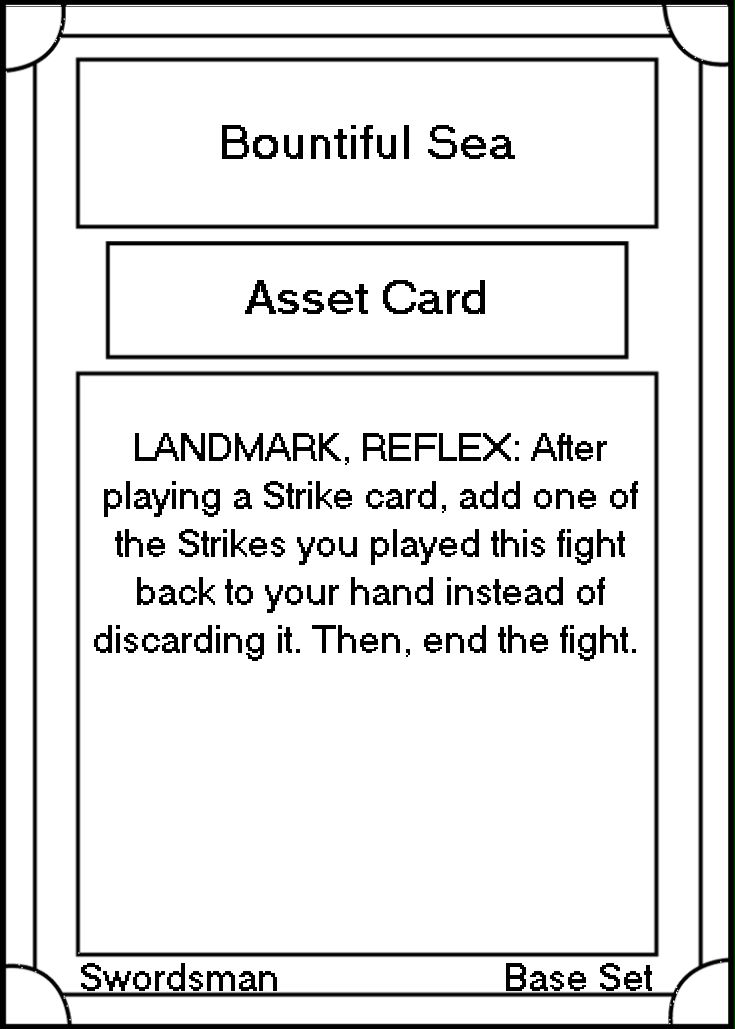 Bountiful Sea
Asset Card
LANDMARK, REFLEX: After
playing a Strike card, add one of
the Strikes you played this fight
back to your hand instead of
discarding it. Then, end the fight.
Swordsman
Base Set